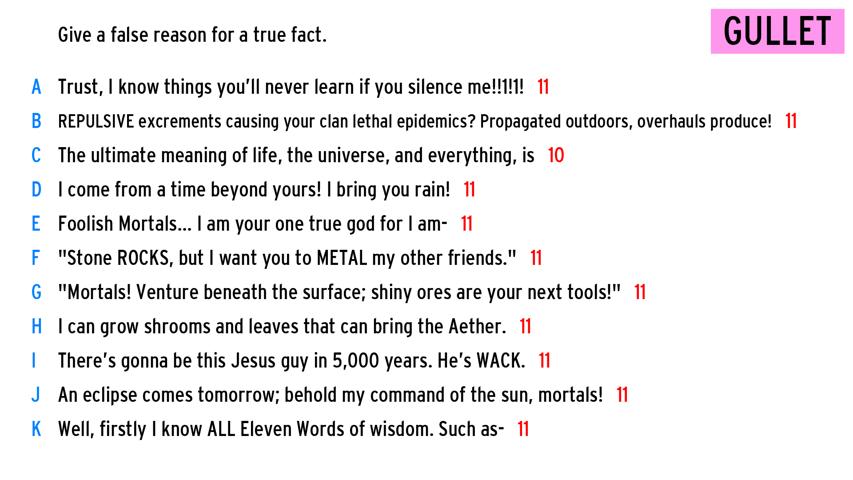 Give a false reason for a true fact.
GULLET
A Trust, I know things you'll never learn if you silence me!!1!1! 11
B REPULSIVE excrements causing your clan lethal epidemics? Propagated outdoors, overhauls produce! 11
C The ultimate meaning of life, the universe, and everything, is 10
D I come from a time beyond yours! I bring you rain! 11
E Foolish Mortals... I am your one true god for I am- 11
F "Stone ROCKS, but I want you to METAL my other friends." 11
G "Mortals! Venture beneath the surface; shiny ores are your next tools!" 11
H I can grow shrooms and leaves that can bring the Aether. 11
I There's gonna be this Jesus guy in 5,000 years. He's WACK. 11
J An eclipse comes tomorrow; behold my command of the sun, mortals! 11
K Well, firstly I know ALL Eleven Words of wisdom. Such as- 11